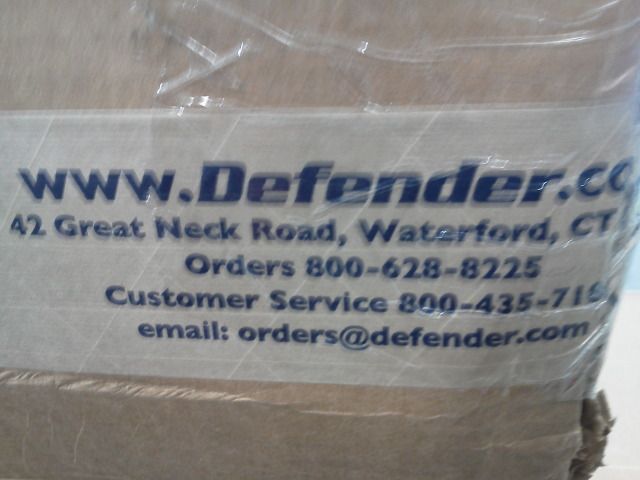 www.Defender.co
42 Great Neck Road, Waterford, CT
Orders 800-628-8225
Customer Service 800-435-71
email: orders@defender.com